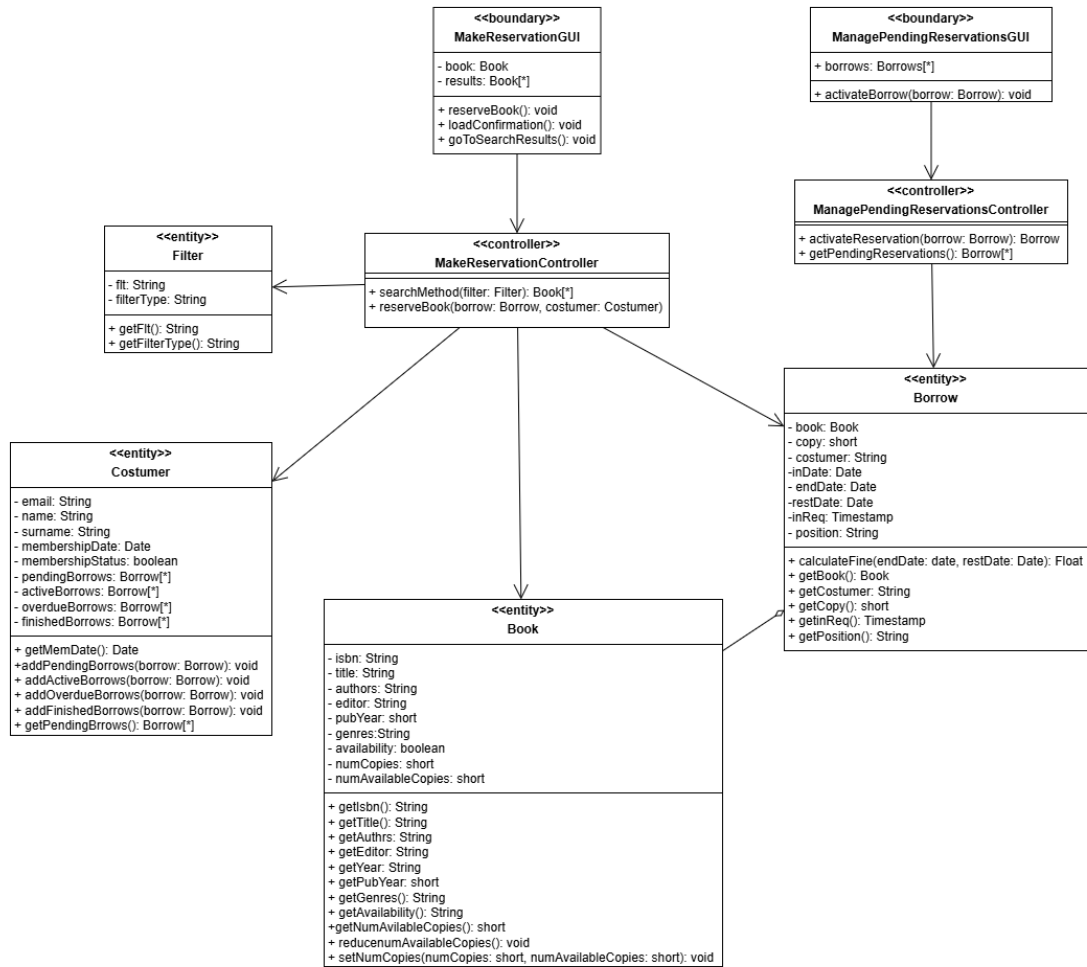 <<boundary>>
MakeReservationGUI
- book: Book
- results: Book[*]
+ reserveBook(): void
+ loadConfirmation(): void
+ goToSearchResults(): void
<<boundary>>
ManagePendingReservationsGUI
+ borrows: Borrows[*]
+ activateBorrow(borrow: Borrow): void
<<controller>>
ManagePendingReservationsController
+ activateReservation(borrow: Borrow): Borrow
+ getPendingReservations(): Borrow[*]
<<entity>>
Filter
- flt: String
- filterType: String
+ getFlt(): String
+ getFilterType(): String
<<controller>>
MakeReservationController
+ searchMethod(filter: Filter): Book[*]
+ reserveBook(borrow: Borrow, costumer: Costumer)
<<entity>>
Borrow
- book: Book
- copy: short
- costumer: String
-inDate: Date
- endDate: Date
-restDate: Date
-inReq: Timestamp
- position: String
+ calculateFine(endDate: date, restDate: Date): Float
+ getBook(): Book
+ getCostumer: String
+ getCopy(): short
+ getinReq(): Timestamp
+ getPosition(): String
<<entity>>
Costumer
- email: String
- name: String
- surname: String
- membershipDate: Date
- membershipStatus: boolean
- pendingBorrows: Borrow[*]
- activeBorrows: Borrow[*]
- overdueBorrows: Borrow[*]
- finishedBorrows: Borrow[*]
+ getMemDate(): Date
+addPendingBorrows(borrow: Borrow): void
+ addActiveBorrows(borrow: Borrow): void
+ addOverdueBorrows(borrow: Borrow): void
+ addFinishedBorrows(borrow: Borrow): void
+ getPendingBrrows(): Borrow[*]
<<entity>>
Book
- isbn: String
- title: String
- authors: String
- editor: String
- pubYear: short
- genres:String
- availability: boolean
- numCopies: short
- numAvailableCopies: short
+ getIsbn(): String
+ getTitle(): String
+ getAuthrs: String
+ getEditor: String
+ getYear: String
+ getPubYear: short
+ getGenres(): String
+ getAvailability(): String
+getNumAvilableCopies(): short
+ reducenumAvailableCopies(): void
+ setNumCopies(numCopies: short, numAvailableCopies: short): void